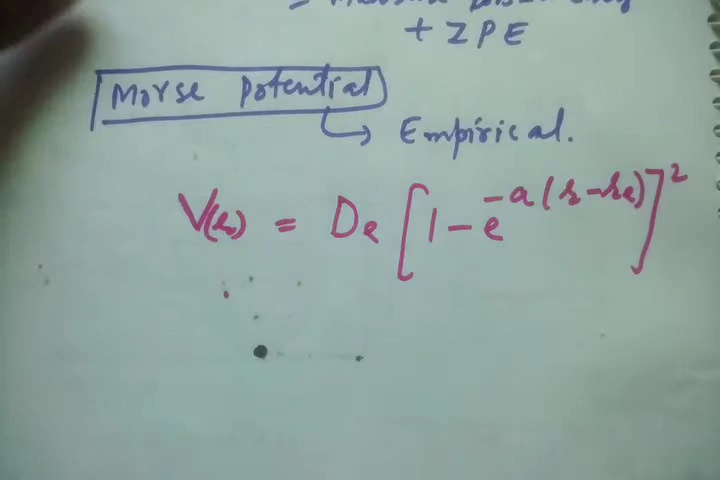 + ZPE
Morse Potential
→ Empirical.
V(r) = De [1 - e^{-a(r-re)}]^2